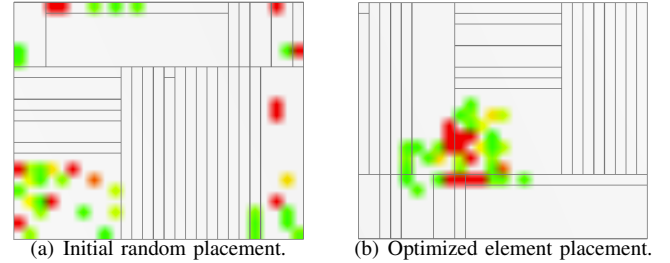 (a) Initial random placement.
(b) Optimized element placement.